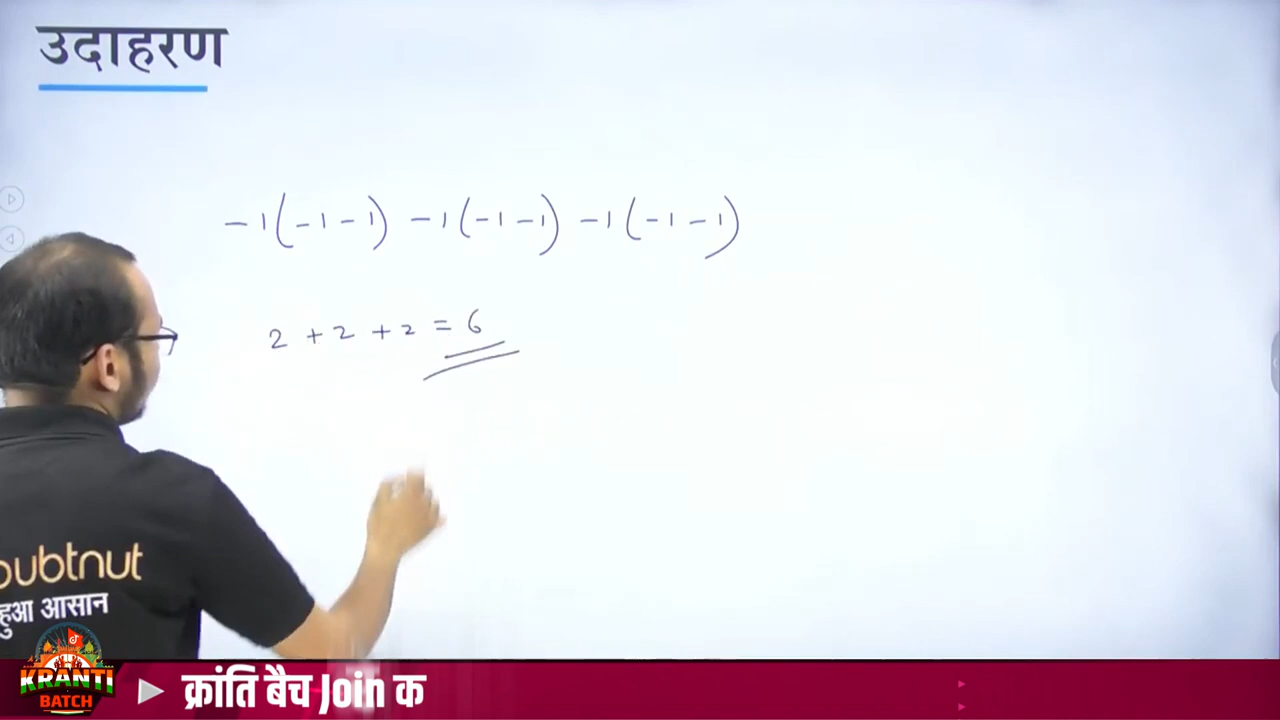 उदाहरण
-1(-1-1) -1(-1-1) -1(-1-1)
2+2+2=6
oubtnut
हुआ आसान
KRANTI
BATCH
क्रांति बैच Join क